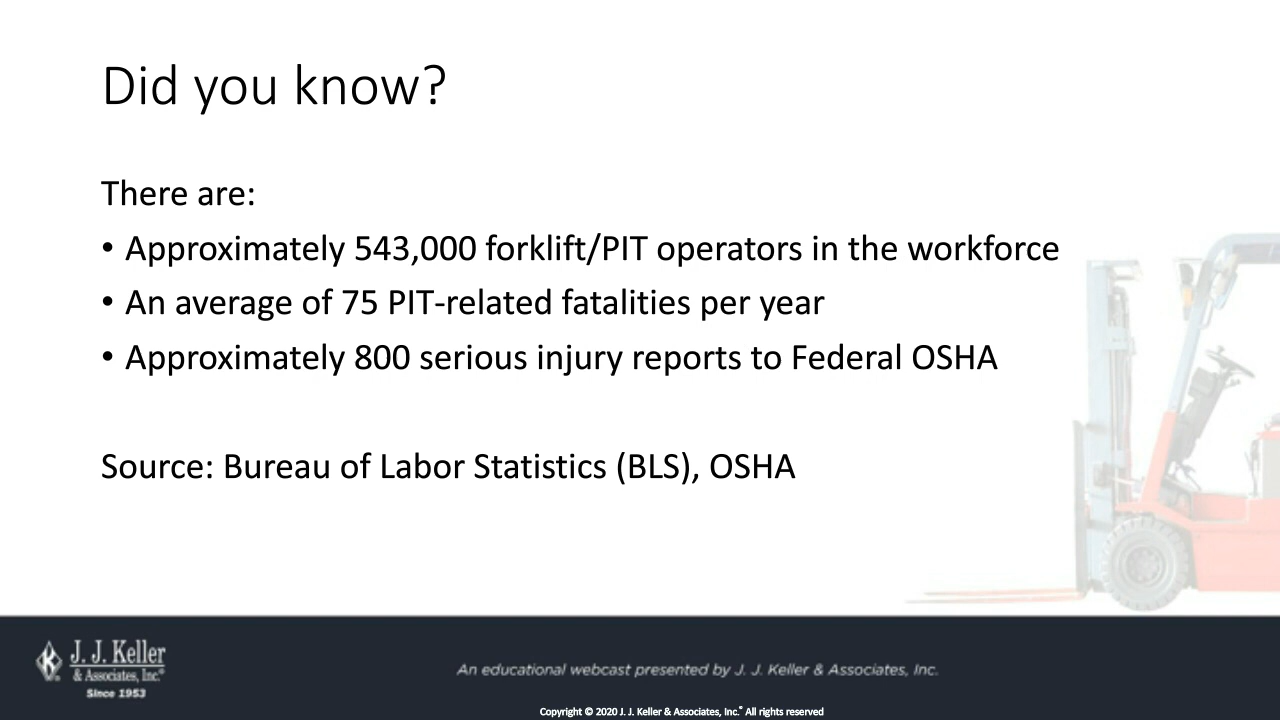 Did you know?
There are:
• Approximately 543,000 forklift/PIT operators in the workforce
• An average of 75 PIT-related fatalities per year
• Approximately 800 serious injury reports to Federal OSHA
Source: Bureau of Labor Statistics (BLS), OSHA
J. J. Keller
& Associates, Inc.®
Since 1953
An educational webcast presented by J. J. Keller & Associates, Inc.
Copyright © 2020 J. J. Keller & Associates, Inc.® All rights reserved